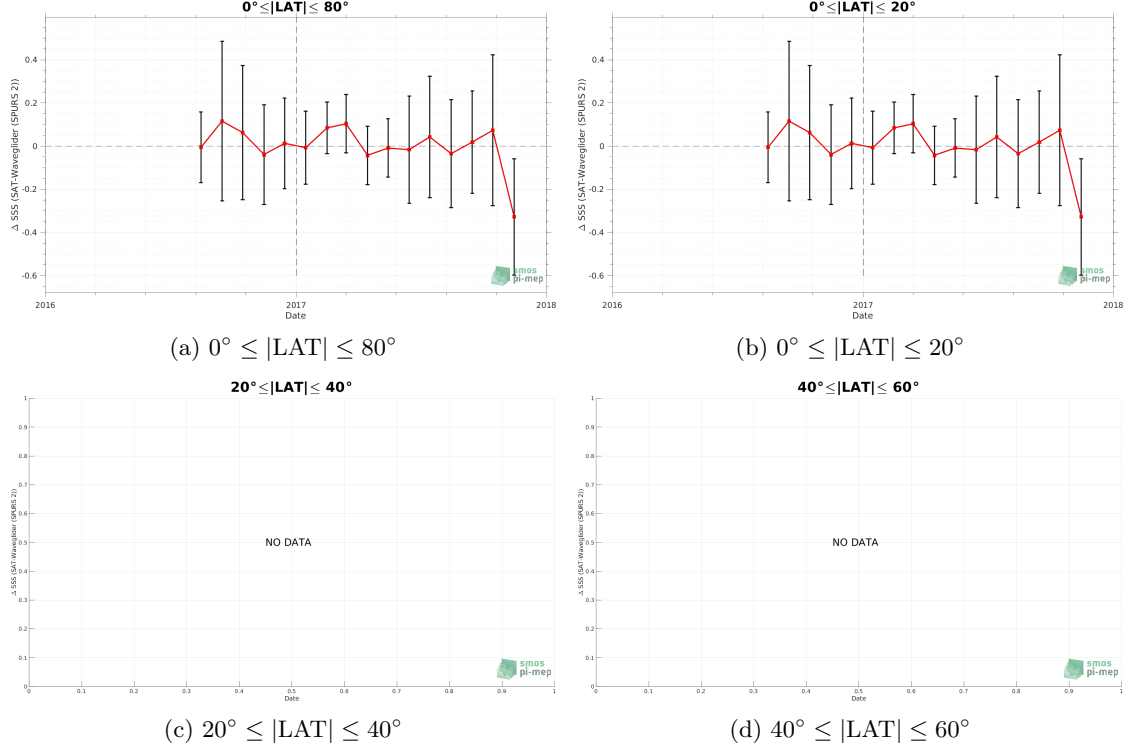 0°≤|LAT|≤ 80°
Δ SSS (SAT-Waveglider (SPURS 2))
0.4
0.2
0
-0.2
-0.4
-0.6
2016
2017
2018
Date
smos
pi-mep
(a) 0° ≤ |LAT| ≤ 80°
0°≤|LAT|≤ 20°
Δ SSS (SAT-Waveglider (SPURS 2))
0.4
0.2
0
-0.2
-0.4
-0.6
2016
2017
2018
Date
smos
pi-mep
(b) 0° ≤ |LAT| ≤ 20°
20°≤|LAT|≤ 40°
Δ SSS (SAT-Waveglider (SPURS 2))
1
0.9
0.8
0.7
0.6
0.5
0.4
0.3
0.2
0.1
0
NO DATA
0 0.1 0.2 0.3 0.4 0.5 0.6 0.7 0.8 0.9 1
Date
smos
pi-mep
(c) 20° ≤ |LAT| ≤ 40°
40°≤|LAT|≤ 60°
Δ SSS (SAT-Waveglider (SPURS 2))
1
0.9
0.8
0.7
0.6
0.5
0.4
0.3
0.2
0.1
0
NO DATA
0 0.1 0.2 0.3 0.4 0.5 0.6 0.7 0.8 0.9 1
Date
smos
pi-mep
(d) 40° ≤ |LAT| ≤ 60°